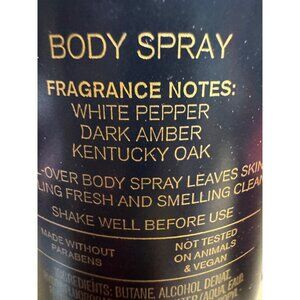 BODY SPRAY
FRAGRANCE NOTES:
WHITE PEPPER
DARK AMBER
KENTUCKY OAK
L-OVER BODY SPRAY LEAVES SKIN
LING FRESH AND SMELLING CLEAN
SHAKE WELL BEFORE USE
MADE WITHOUT
PARABENS
NOT TESTED
ON ANIMALS
& VEGAN
INGREDIENTS: BUTANE, ALCOHOL DENAT.